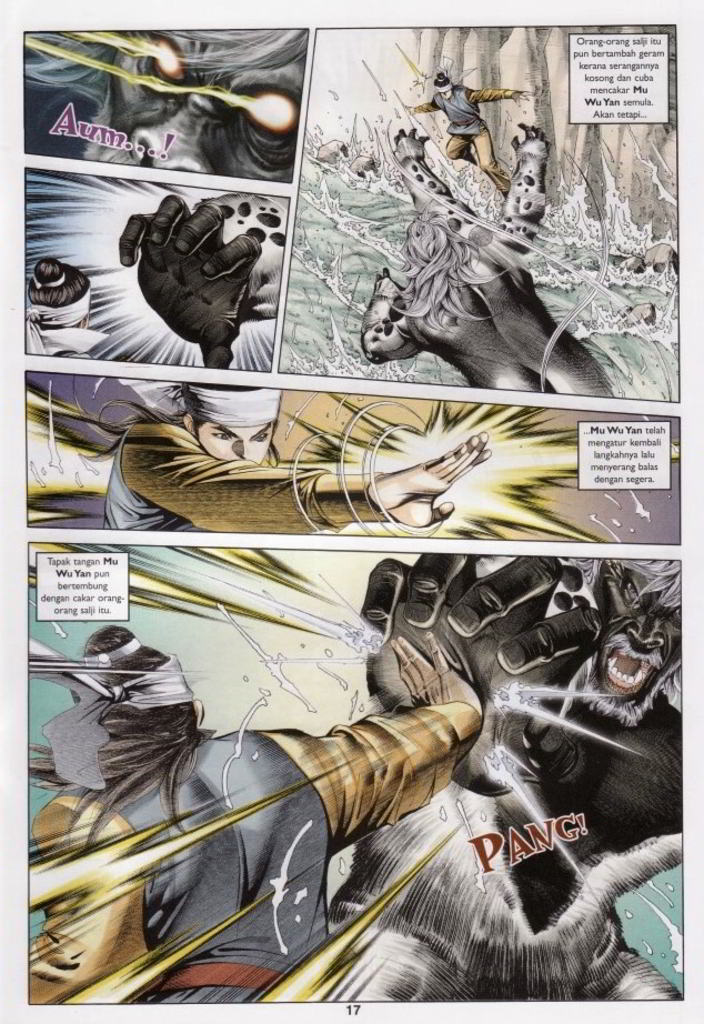 Aum....!
Orang-orang salji itu
pun bertambah geram
kerana serangannya
kosong dan cuba
mencakar Mu
Wu Yan semula.
Akan tetapi...
...Mu Wu Yan telah
mengatur kembali
langkahnya lalu
menyerang balas
dengan segera.
Tapak tangan Mu
Wu Yan pun
bertembung
dengan cakar orang-
orang salji itu.
PANG!
17